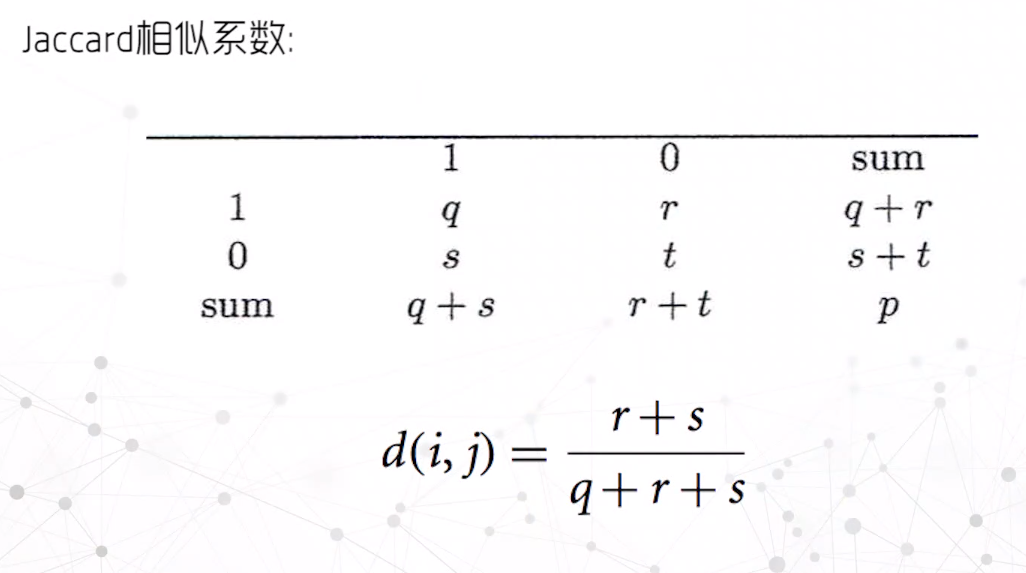 Jaccard相似系数:
1 0 sum
1 q r q + r
0 s t s + t
sum q + s r + t p
d(i, j) = \frac{r + s}{q + r + s}